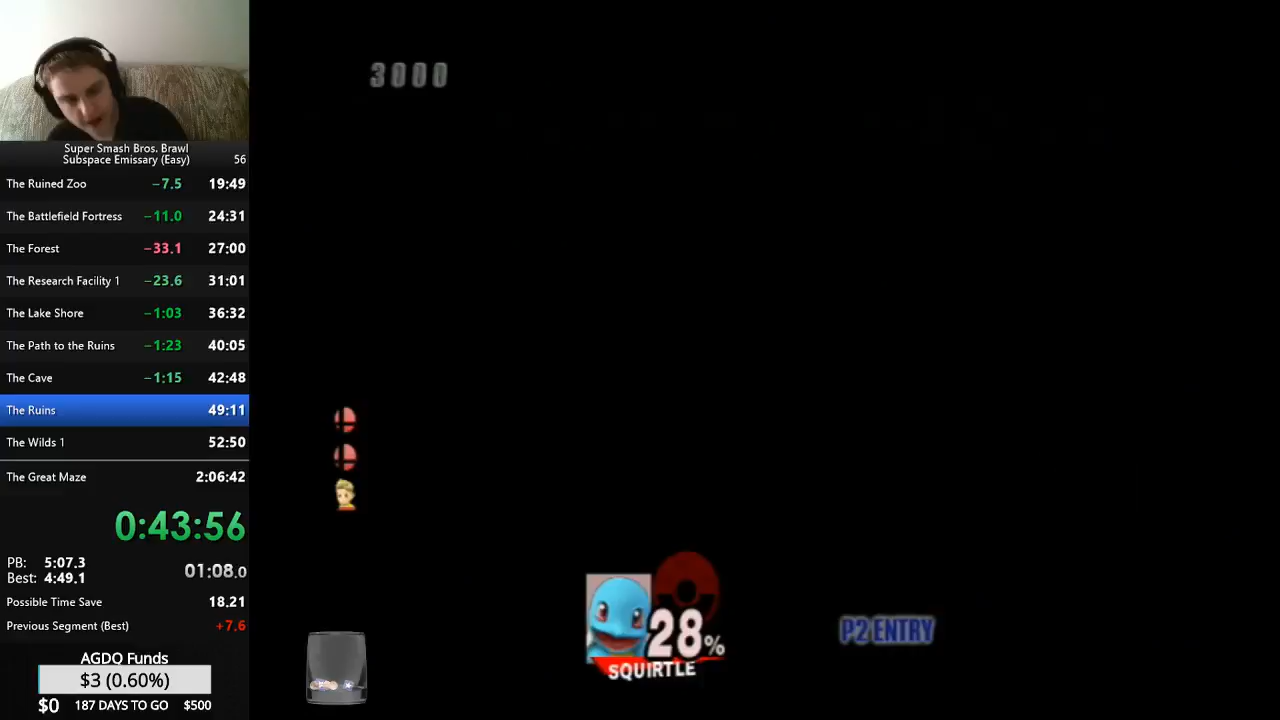 Super Smash Bros. Brawl
Subspace Emissary (Easy) 56
The Ruined Zoo −7.5 19:49
The Battlefield Fortress −11.0 24:31
The Forest −33.1 27:00
The Research Facility 1 −23.6 31:01
The Lake Shore −1:03 36:32
The Path to the Ruins −1:23 40:05
The Cave −1:15 42:48
The Ruins 49:11
The Wilds 1 52:50
The Great Maze 2:06:42
0:43:56
PB: 5:07.3
Best: 4:49.1
01:08.0
Possible Time Save 18.21
Previous Segment (Best) +7.6
AGDQ Funds
$3 (0.60%)
$0 187 DAYS TO GO $500
3000
28%
SQUIRTLE
P2 ENTRY